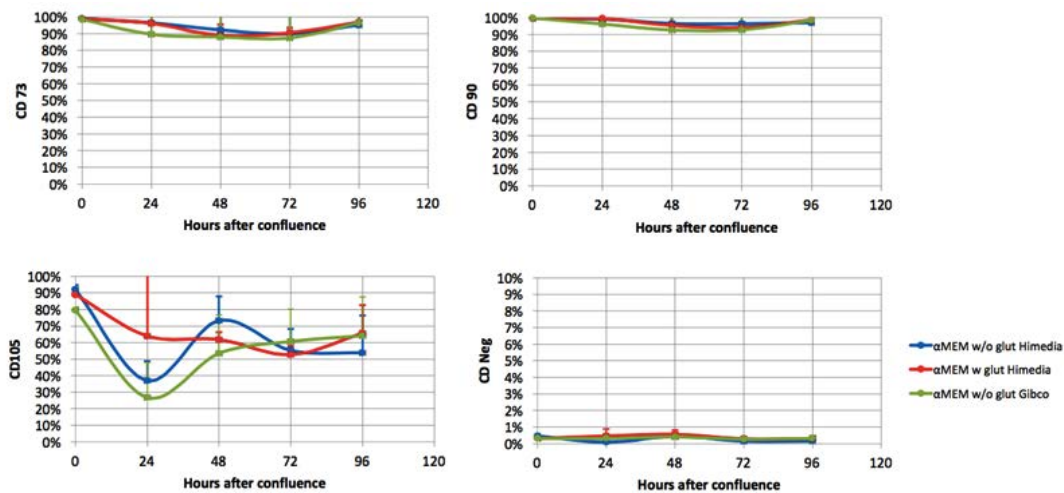 CD 73
100%
90%
80%
70%
60%
50%
40%
30%
20%
10%
0%
0 24 48 72 96 120
Hours after confluence
CD 90
100%
90%
80%
70%
60%
50%
40%
30%
20%
10%
0%
0 24 48 72 96 120
Hours after confluence
CD105
100%
90%
80%
70%
60%
50%
40%
30%
20%
10%
0%
0 24 48 72 96 120
Hours after confluence
CD Neg
10%
9%
8%
7%
6%
5%
4%
3%
2%
1%
0%
0 24 48 72 96 120
Hours after confluence
αMEM w/o glut Himedia
αMEM w glut Himedia
αMEM w/o glut Gibco